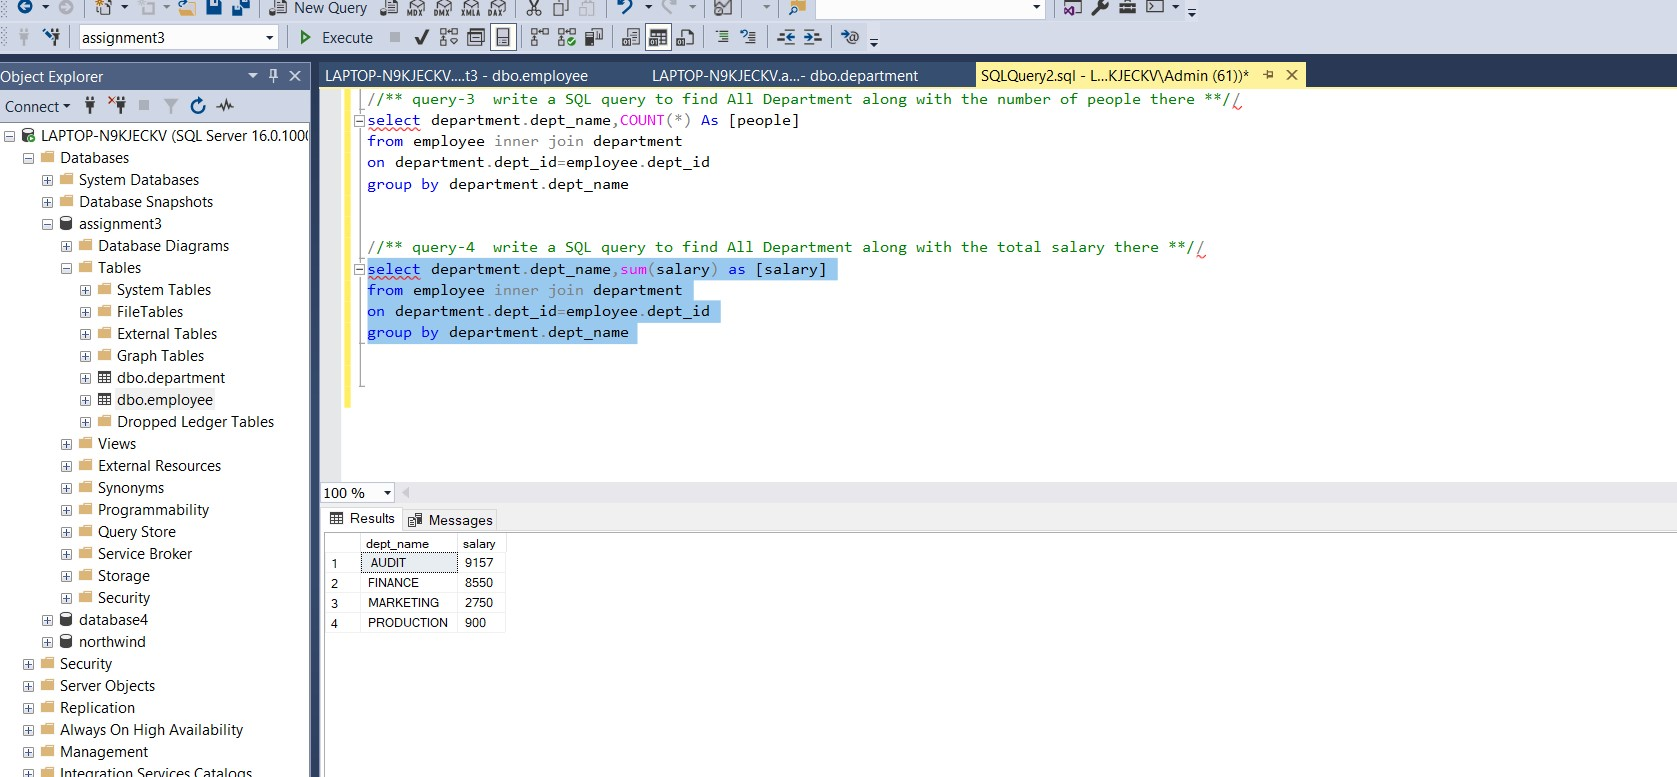 New Query
MDX DMX XMLA DAX
assignment3
Execute
Object Explorer
Connect
LAPTOP-N9KJECKV (SQL Server 16.0.100
Databases
System Databases
Database Snapshots
assignment3
Database Diagrams
Tables
System Tables
FileTables
External Tables
Graph Tables
dbo.department
dbo.employee
Dropped Ledger Tables
Views
External Resources
Synonyms
Programmability
Query Store
Service Broker
Storage
Security
database4
northwind
Security
Server Objects
Replication
Always On High Availability
Management
Integration Services Catalogs
LAPTOP-N9KJECKV....t3 - dbo.employee
LAPTOP-N9KJECKV.a...- dbo.department
SQLQuery2.sql - L...KJECKV\Admin (61))*
//** query-3  write a SQL query to find All Department along with the number of people there **//
select department.dept_name,COUNT(*) As [people]
from employee inner join department
on department.dept_id=employee.dept_id
group by department.dept_name
//** query-4  write a SQL query to find All Department along with the total salary there **//
select department.dept_name,sum(salary) as [salary]
from employee inner join department
on department.dept_id=employee.dept_id
group by department.dept_name
100 %
Results
Messages
dept_name salary
1 AUDIT 9157
2 FINANCE 8550
3 MARKETING 2750
4 PRODUCTION 900